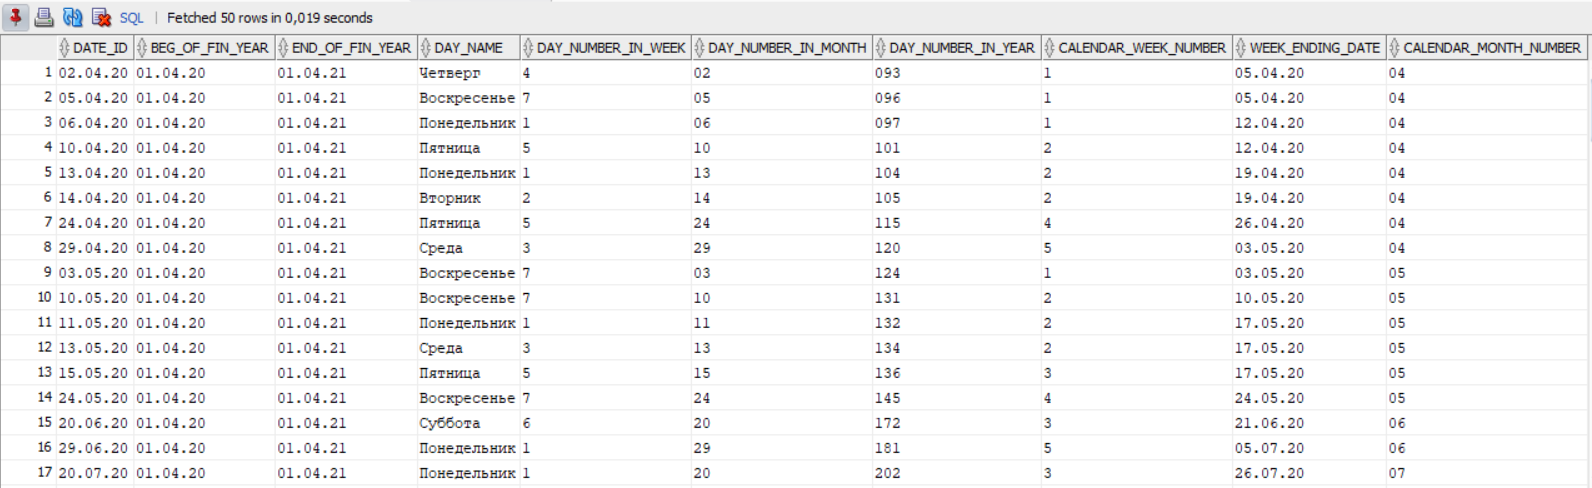 SQL | Fetched 50 rows in 0,019 seconds
DATE_ID BEG_OF_FIN_YEAR END_OF_FIN_YEAR DAY_NAME DAY_NUMBER_IN_WEEK DAY_NUMBER_IN_MONTH DAY_NUMBER_IN_YEAR CALENDAR_WEEK_NUMBER WEEK_ENDING_DATE CALENDAR_MONTH_NUMBER
1 02.04.20 01.04.20 01.04.21 Четверг 4 02 093 1 05.04.20 04
2 05.04.20 01.04.20 01.04.21 Воскресенье 7 05 096 1 05.04.20 04
3 06.04.20 01.04.20 01.04.21 Понедельник 1 06 097 1 12.04.20 04
4 10.04.20 01.04.20 01.04.21 Пятница 5 10 101 2 12.04.20 04
5 13.04.20 01.04.20 01.04.21 Понедельник 1 13 104 2 19.04.20 04
6 14.04.20 01.04.20 01.04.21 Вторник 2 14 105 2 19.04.20 04
7 24.04.20 01.04.20 01.04.21 Пятница 5 24 115 4 26.04.20 04
8 29.04.20 01.04.20 01.04.21 Среда 3 29 120 5 03.05.20 04
9 03.05.20 01.04.20 01.04.21 Воскресенье 7 03 124 1 03.05.20 05
10 10.05.20 01.04.20 01.04.21 Воскресенье 7 10 131 2 10.05.20 05
11 11.05.20 01.04.20 01.04.21 Понедельник 1 11 132 2 17.05.20 05
12 13.05.20 01.04.20 01.04.21 Среда 3 13 134 2 17.05.20 05
13 15.05.20 01.04.20 01.04.21 Пятница 5 15 136 3 17.05.20 05
14 24.05.20 01.04.20 01.04.21 Воскресенье 7 24 145 4 24.05.20 05
15 20.06.20 01.04.20 01.04.21 Суббота 6 20 172 3 21.06.20 06
16 29.06.20 01.04.20 01.04.21 Понедельник 1 29 181 5 05.07.20 06
17 20.07.20 01.04.20 01.04.21 Понедельник 1 20 202 3 26.07.20 07